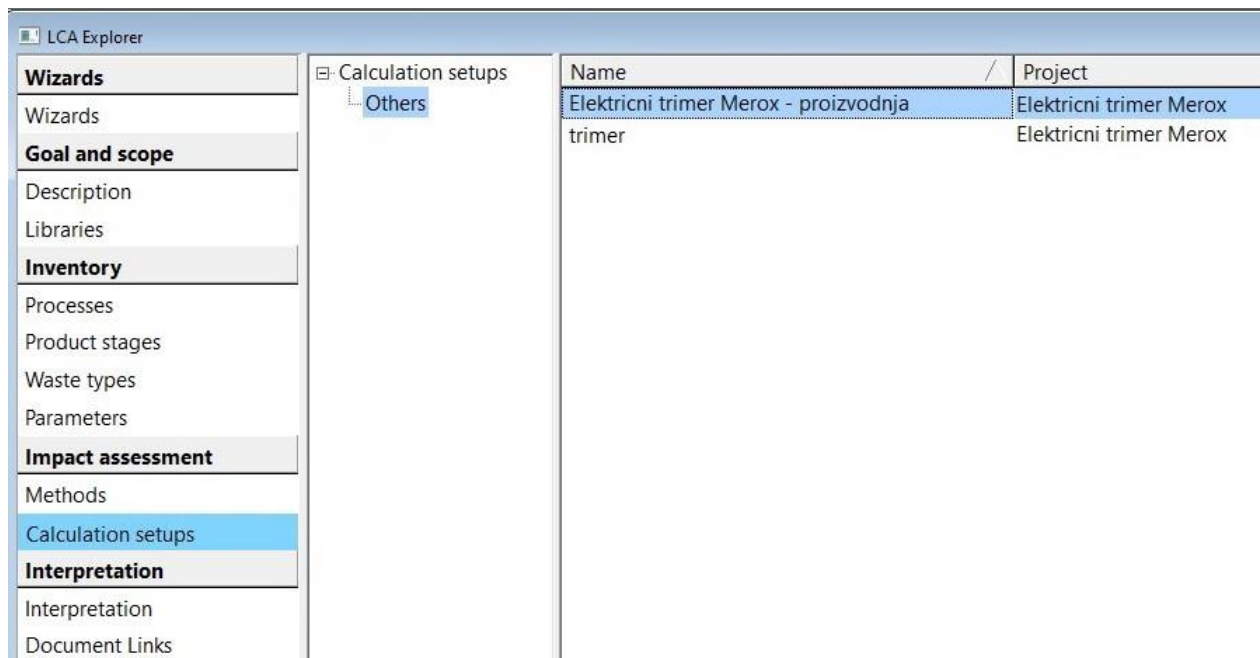 LCA Explorer
Wizards
Wizards
Goal and scope
Description
Libraries
Inventory
Processes
Product stages
Waste types
Parameters
Impact assessment
Methods
Calculation setups
Interpretation
Interpretation
Document Links
Calculation setups
Others
Name Project
Elektricni trimer Merox - proizvodnja Elektricni trimer Merox
trimer Elektricni trimer Merox